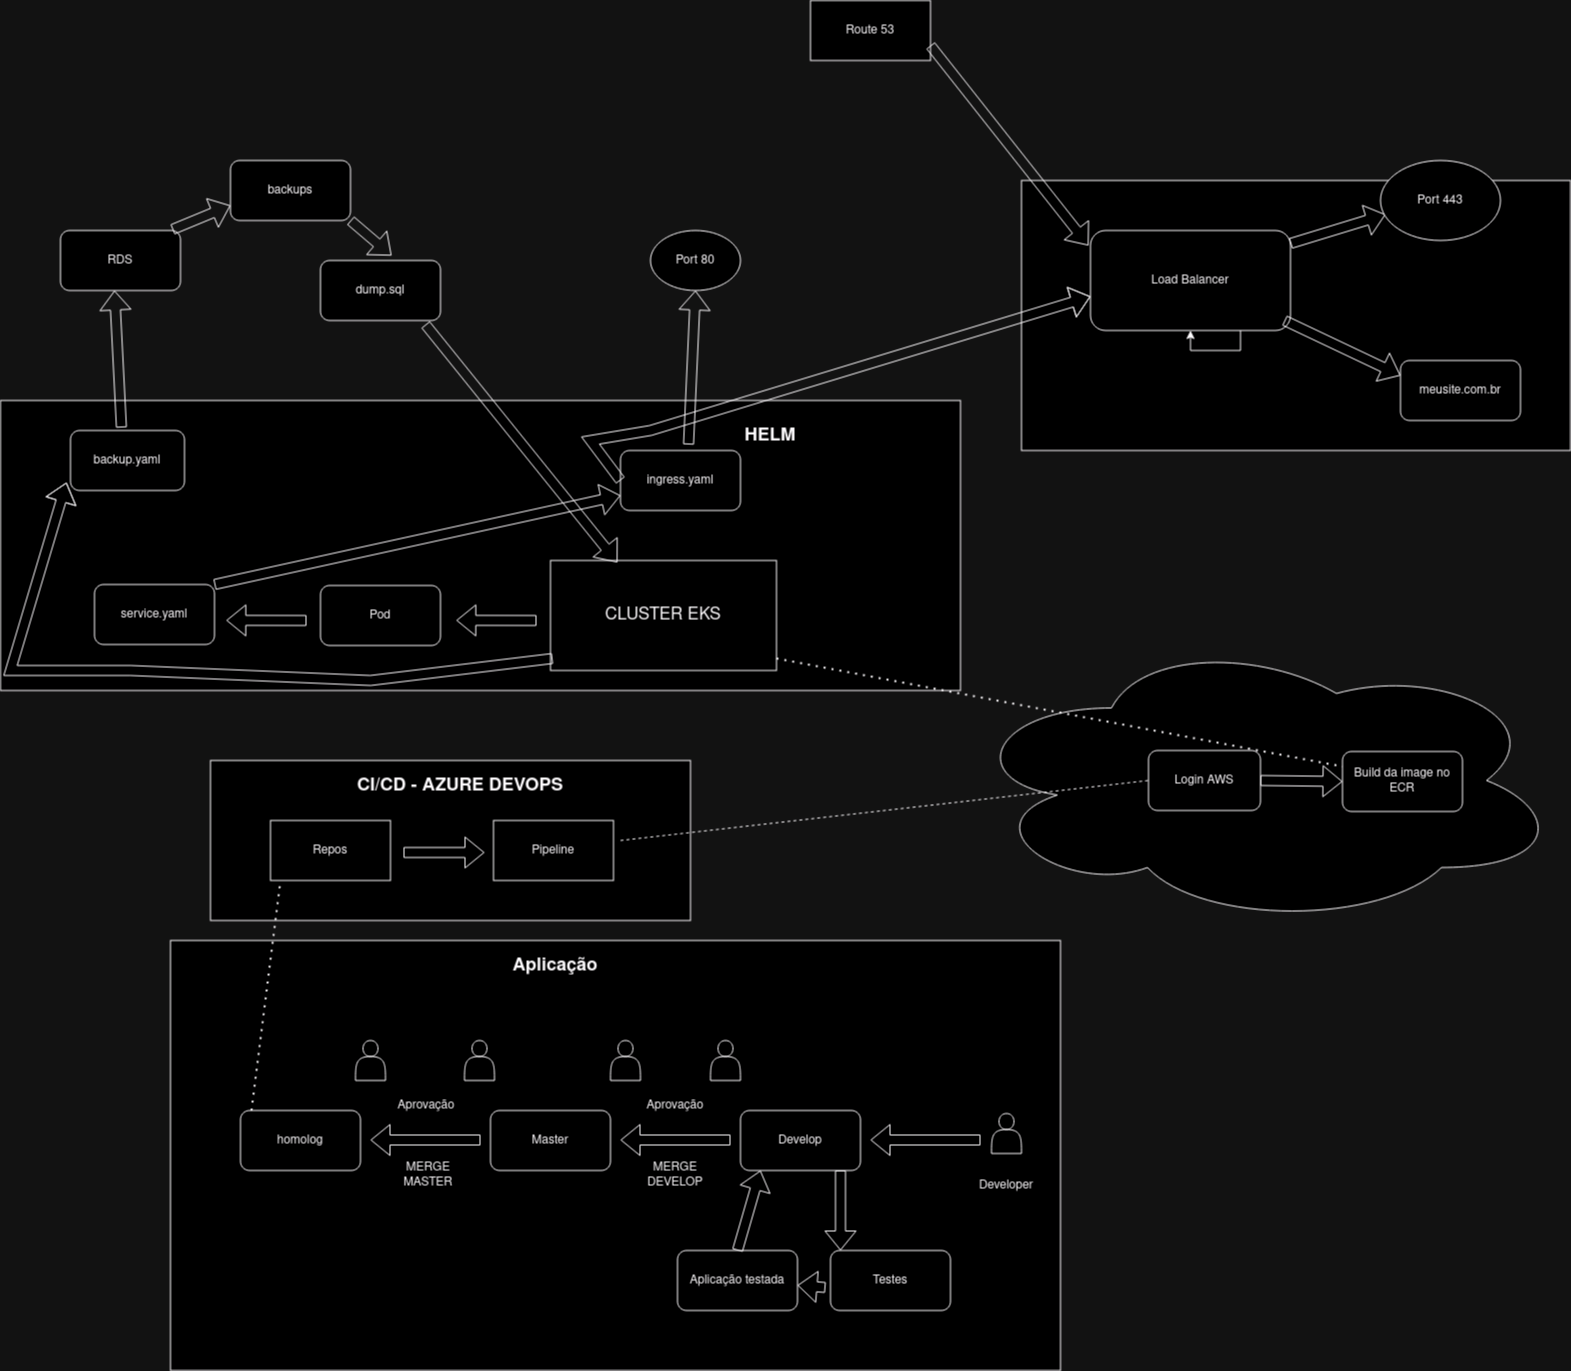 Route 53
backups
Port 443
RDS
Port 80
dump.sql
Load Balancer
meusite.com.br
HELM
backup.yaml
ingress.yaml
service.yaml
Pod
CLUSTER EKS
Login AWS
Build da image no
ECR
CI/CD - AZURE DEVOPS
Repos
Pipeline
Aplicação
Aprovação
Aprovação
homolog
Master
Develop
MERGE
MASTER
MERGE
DEVELOP
Developer
Aplicação testada
Testes